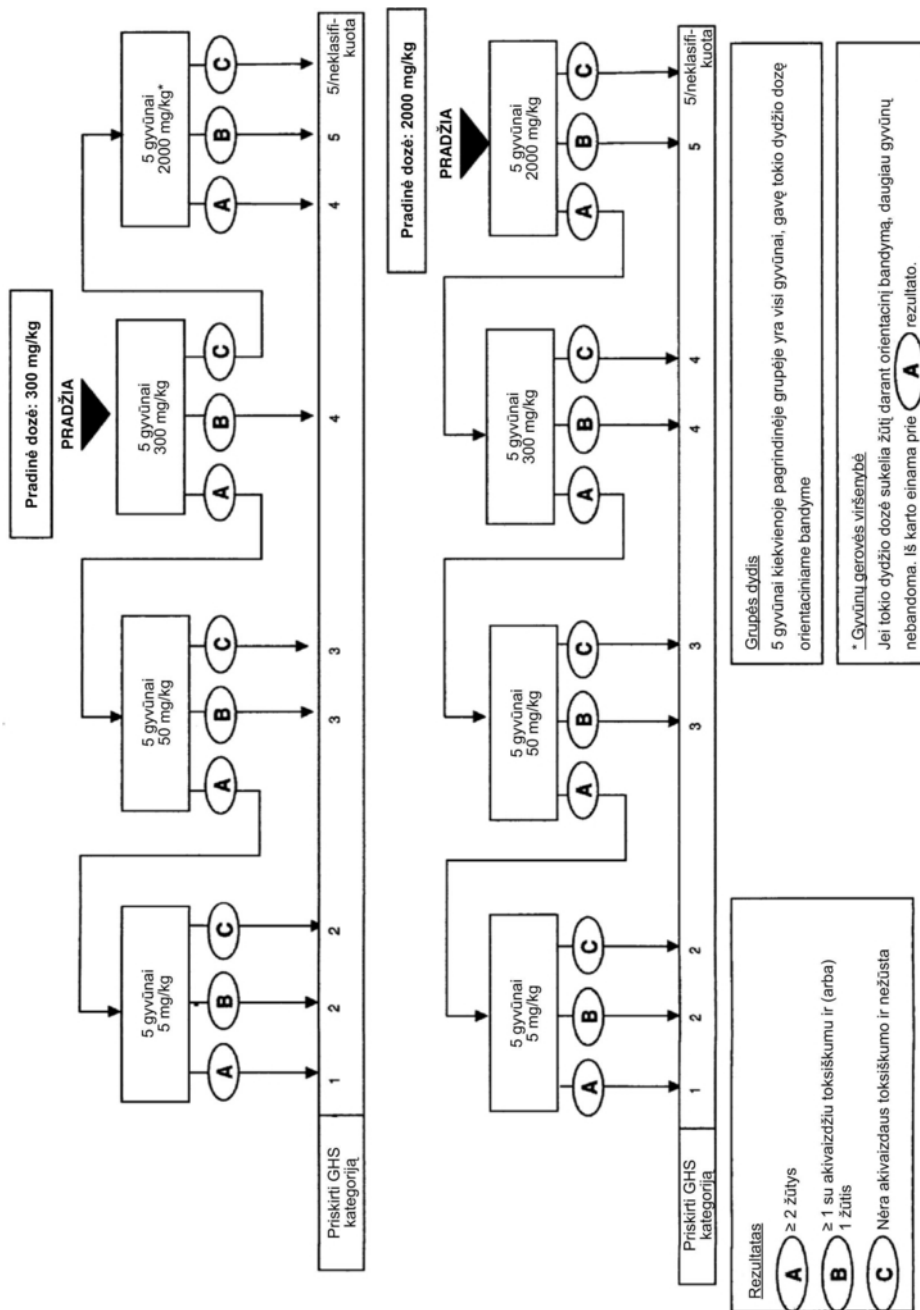 Pradinė dozė: 300 mg/kg
PRADŽIA
5 gyvūnai
5 mg/kg
5 gyvūnai
50 mg/kg
5 gyvūnai
300 mg/kg
5 gyvūnai
2000 mg/kg*
A
B
C
A
B
C
A
B
C
A
B
C
Priskirti GHS
kategoriją
1
2
2
3
3
4
4
5
5/neklasifi-
kuota
Pradinė dozė: 2000 mg/kg
PRADŽIA
5 gyvūnai
5 mg/kg
5 gyvūnai
50 mg/kg
5 gyvūnai
300 mg/kg
5 gyvūnai
2000 mg/kg
A
B
C
A
B
C
A
B
C
A
B
C
Priskirti GHS
kategoriją
1
2
2
3
3
4
4
5
5/neklasifi-
kuota
Rezultatas
A ≥ 2 žūtys
B ≥ 1 su akivaizdžiu toksiškumu ir (arba)
1 žūtis
C Nėra akivaizdaus toksiškumo ir nežūsta
Grupės dydis
5 gyvūnai kiekvienoje pagrindinėje grupėje yra visi gyvūnai, gavę tokio dydžio dozę
orientaciniame bandyme
* Gyvūnų gerovės viršenybė
Jei tokio dydžio dozė sukelia žūtį darant orientacinį bandymą, daugiau gyvūnų
nebandoma. Iš karto einama prie A rezultato.